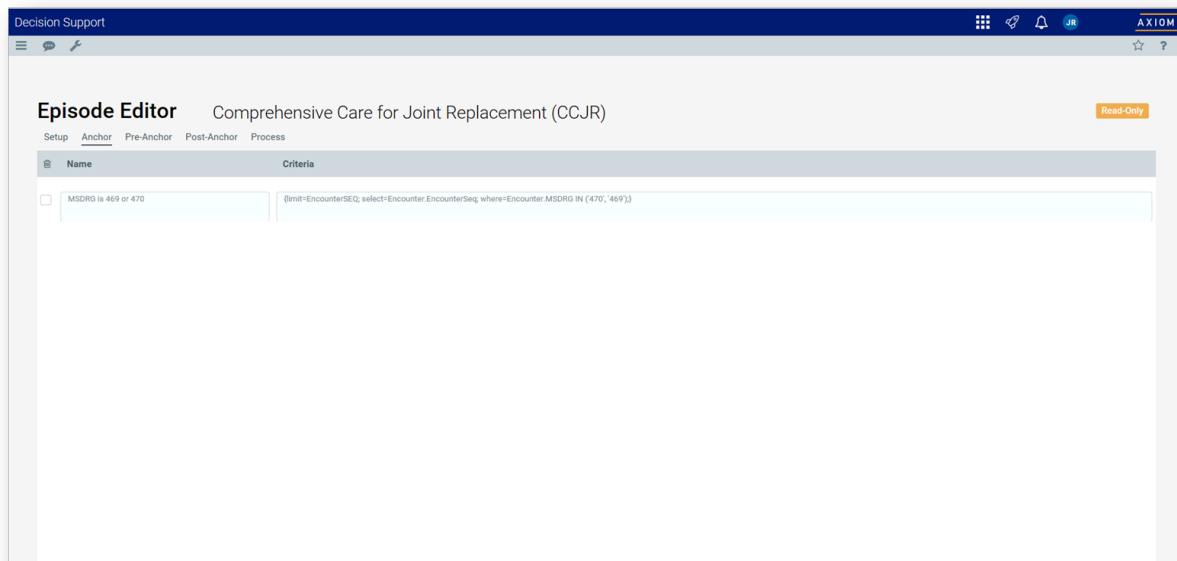 Decision Support
JR
AXIOM
?
Episode Editor Comprehensive Care for Joint Replacement (CCJR)
Read-Only
Setup Anchor Pre-Anchor Post-Anchor Process
Name Criteria
MSDRG is 469 or 470 {limit=EncounterSEQ; select=Encounter.EncounterSeq; where=Encounter.MSDRG IN ('470', '469');}